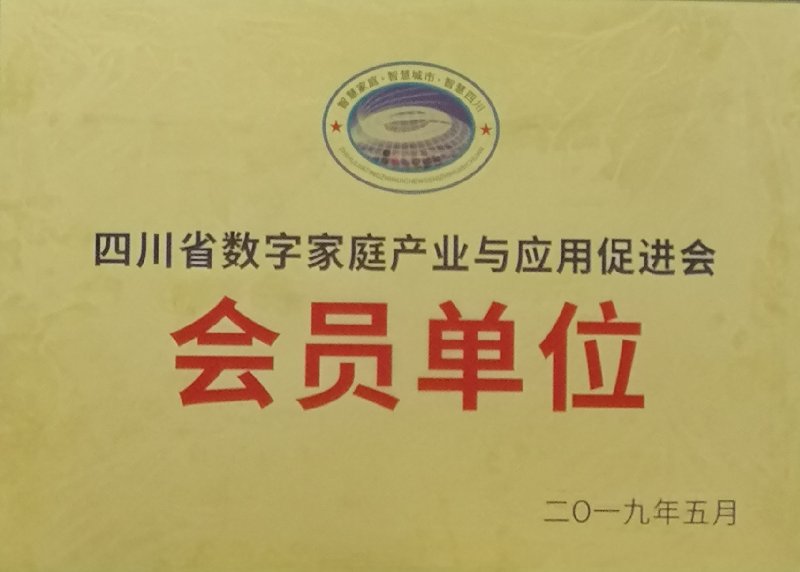 智慧家庭·智慧城市·智慧四川
四川省数字家庭产业与应用促进会
会员单位
二〇一九年五月